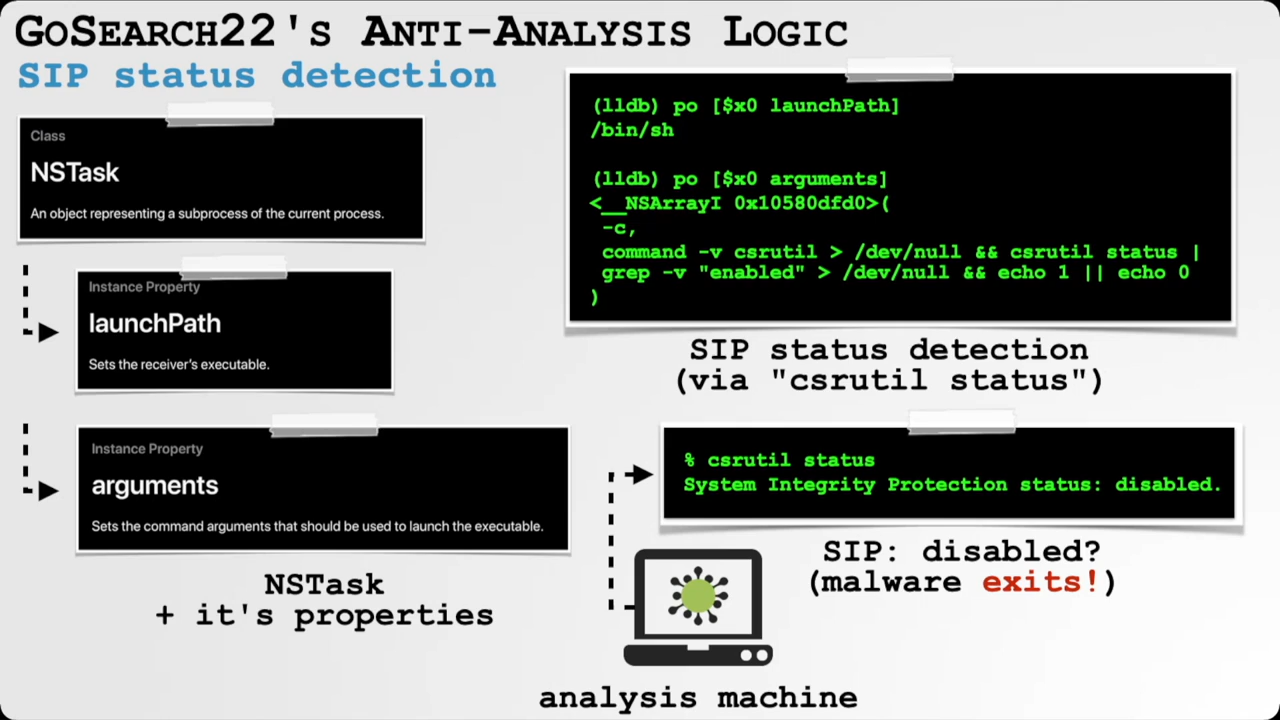 GoSearch22's Anti-Analysis Logic
SIP status detection
Class
NSTask
An object representing a subprocess of the current process.
Instance Property
launchPath
Sets the receiver's executable.
Instance Property
arguments
Sets the command arguments that should be used to launch the executable.
NSTask
+ it's properties
(lldb) po [$x0 launchPath]
/bin/sh
(lldb) po [$x0 arguments]
<__NSArrayI 0x10580dfd0>(
-c,
command -v csrutil > /dev/null && csrutil status |
grep -v "enabled" > /dev/null && echo 1 || echo 0
)
SIP status detection
(via "csrutil status")
% csrutil status
System Integrity Protection status: disabled.
SIP: disabled?
(malware exits!)
analysis machine